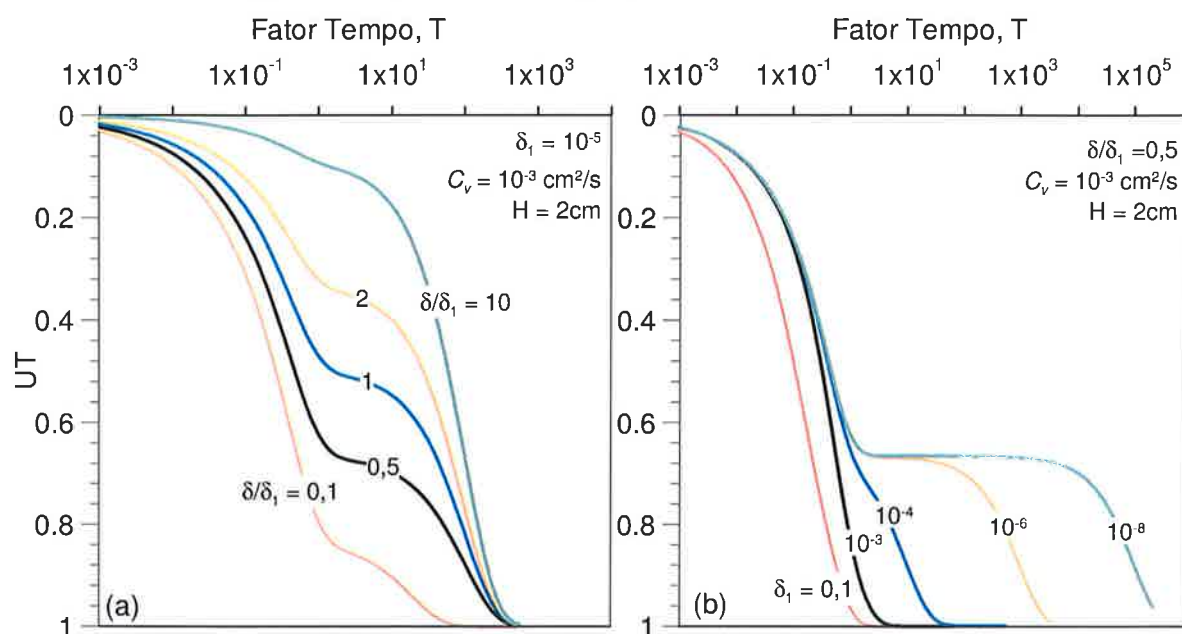 Fator Tempo, T
1x10⁻³ 1x10⁻¹ 1x10¹ 1x10³
0
0.2
0.4
0.6
0.8
1
UT
δ₁ = 10⁻⁵
Cᵥ = 10⁻³ cm²/s
H = 2cm
2
δ/δ₁ = 10
1
0,5
δ/δ₁ = 0,1
(a)
Fator Tempo, T
1x10⁻³ 1x10⁻¹ 1x10¹ 1x10³ 1x10⁵
0
0.2
0.4
0.6
0.8
1
δ/δ₁ =0,5
Cᵥ = 10⁻³ cm²/s
H = 2cm
10⁻⁴
10⁻³
10⁻⁶
10⁻⁸
δ₁ = 0,1
(b)